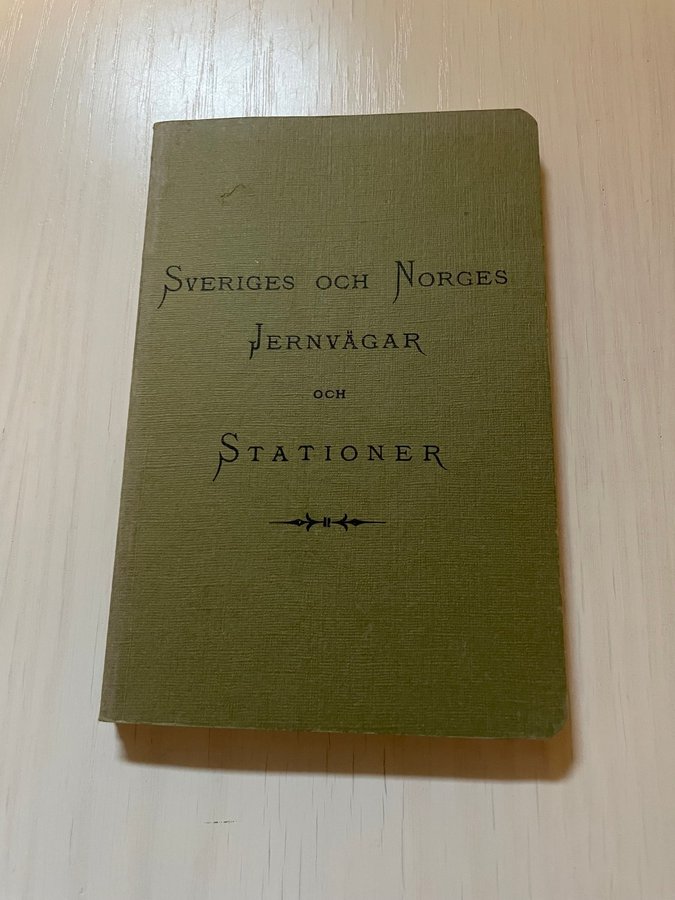 Sveriges och Norges
Jernvägar
och
Stationer